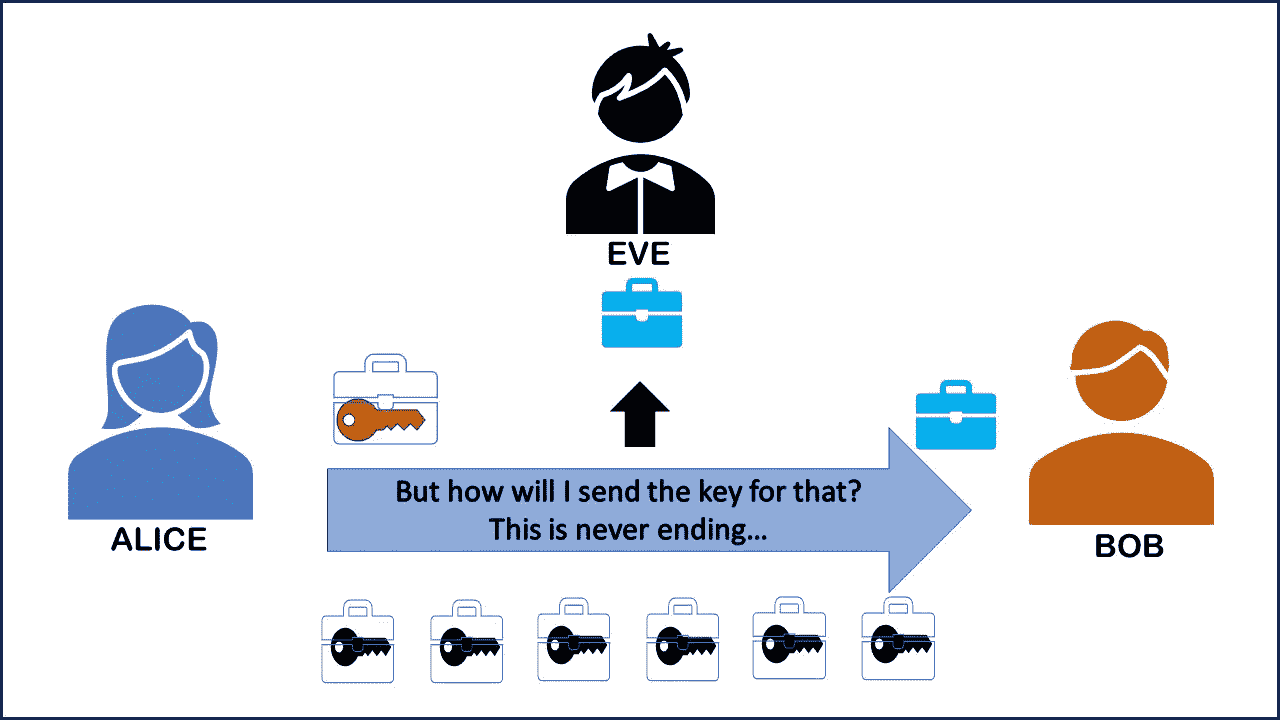 EVE
ALICE
But how will I send the key for that?
This is never ending...
BOB